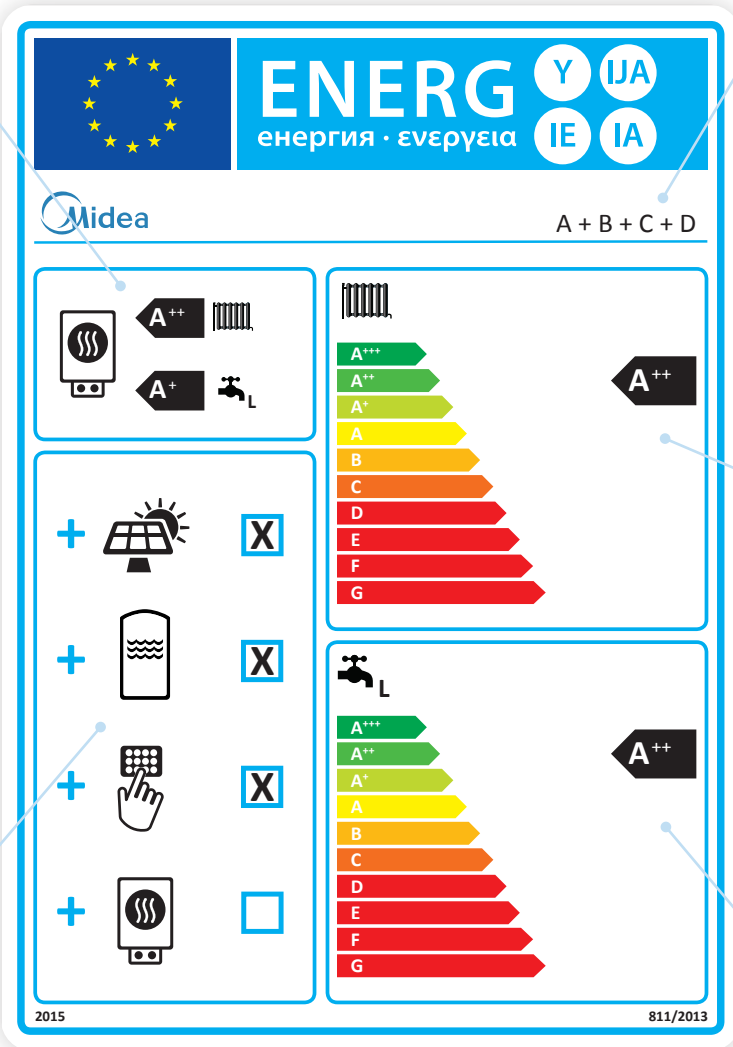 ENERG Y IJA
енергия · ενεργεια IE IA
Midea
A + B + C + D
A++
A+
L
X
X
X
A+++
A++
A+
A
B
C
D
E
F
G
A++
L
A+++
A++
A+
A
B
C
D
E
F
G
A++
2015
811/2013